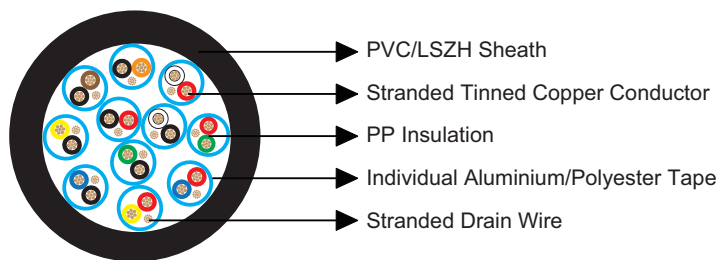 PVC/LSZH Sheath
Stranded Tinned Copper Conductor
PP Insulation
Individual Aluminium/Polyester Tape
Stranded Drain Wire